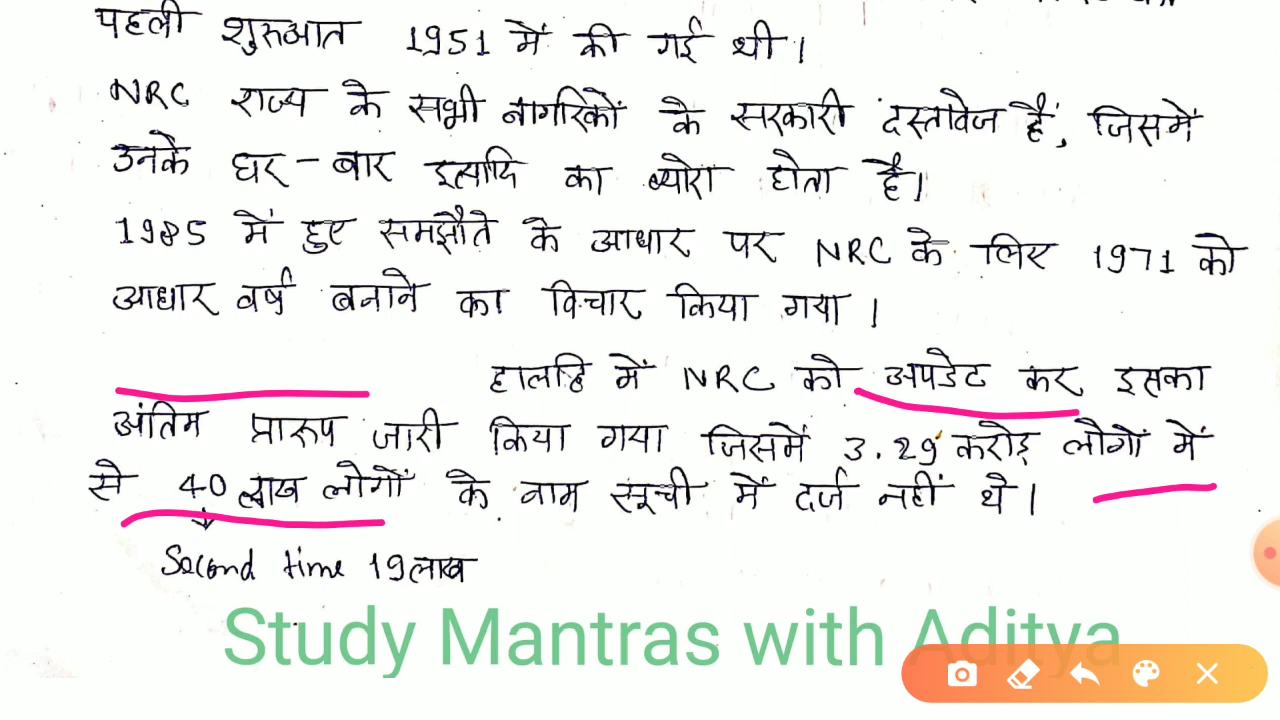 पहली शुरुआत 1951 में की गई थी।
NRC राज्य के सभी नागरिकों के सरकारी दस्तावेज है, जिसमें
उनके घर-बार इत्यादि का ब्योरा होता है।
1985 में हुए समझौते के आधार पर NRC के लिए 1971 को
आधार वर्ष बनाने का विचार किया गया।
हालहि में NRC को अपडेट कर इसका
अंतिम प्रारूप जारी किया गया जिसमें 3.29 करोड़ लोगों में
से 40 लाख लोगों के नाम सूची में दर्ज नहीं थे।
Second time 19 लाख
Study Mantras with Aditya